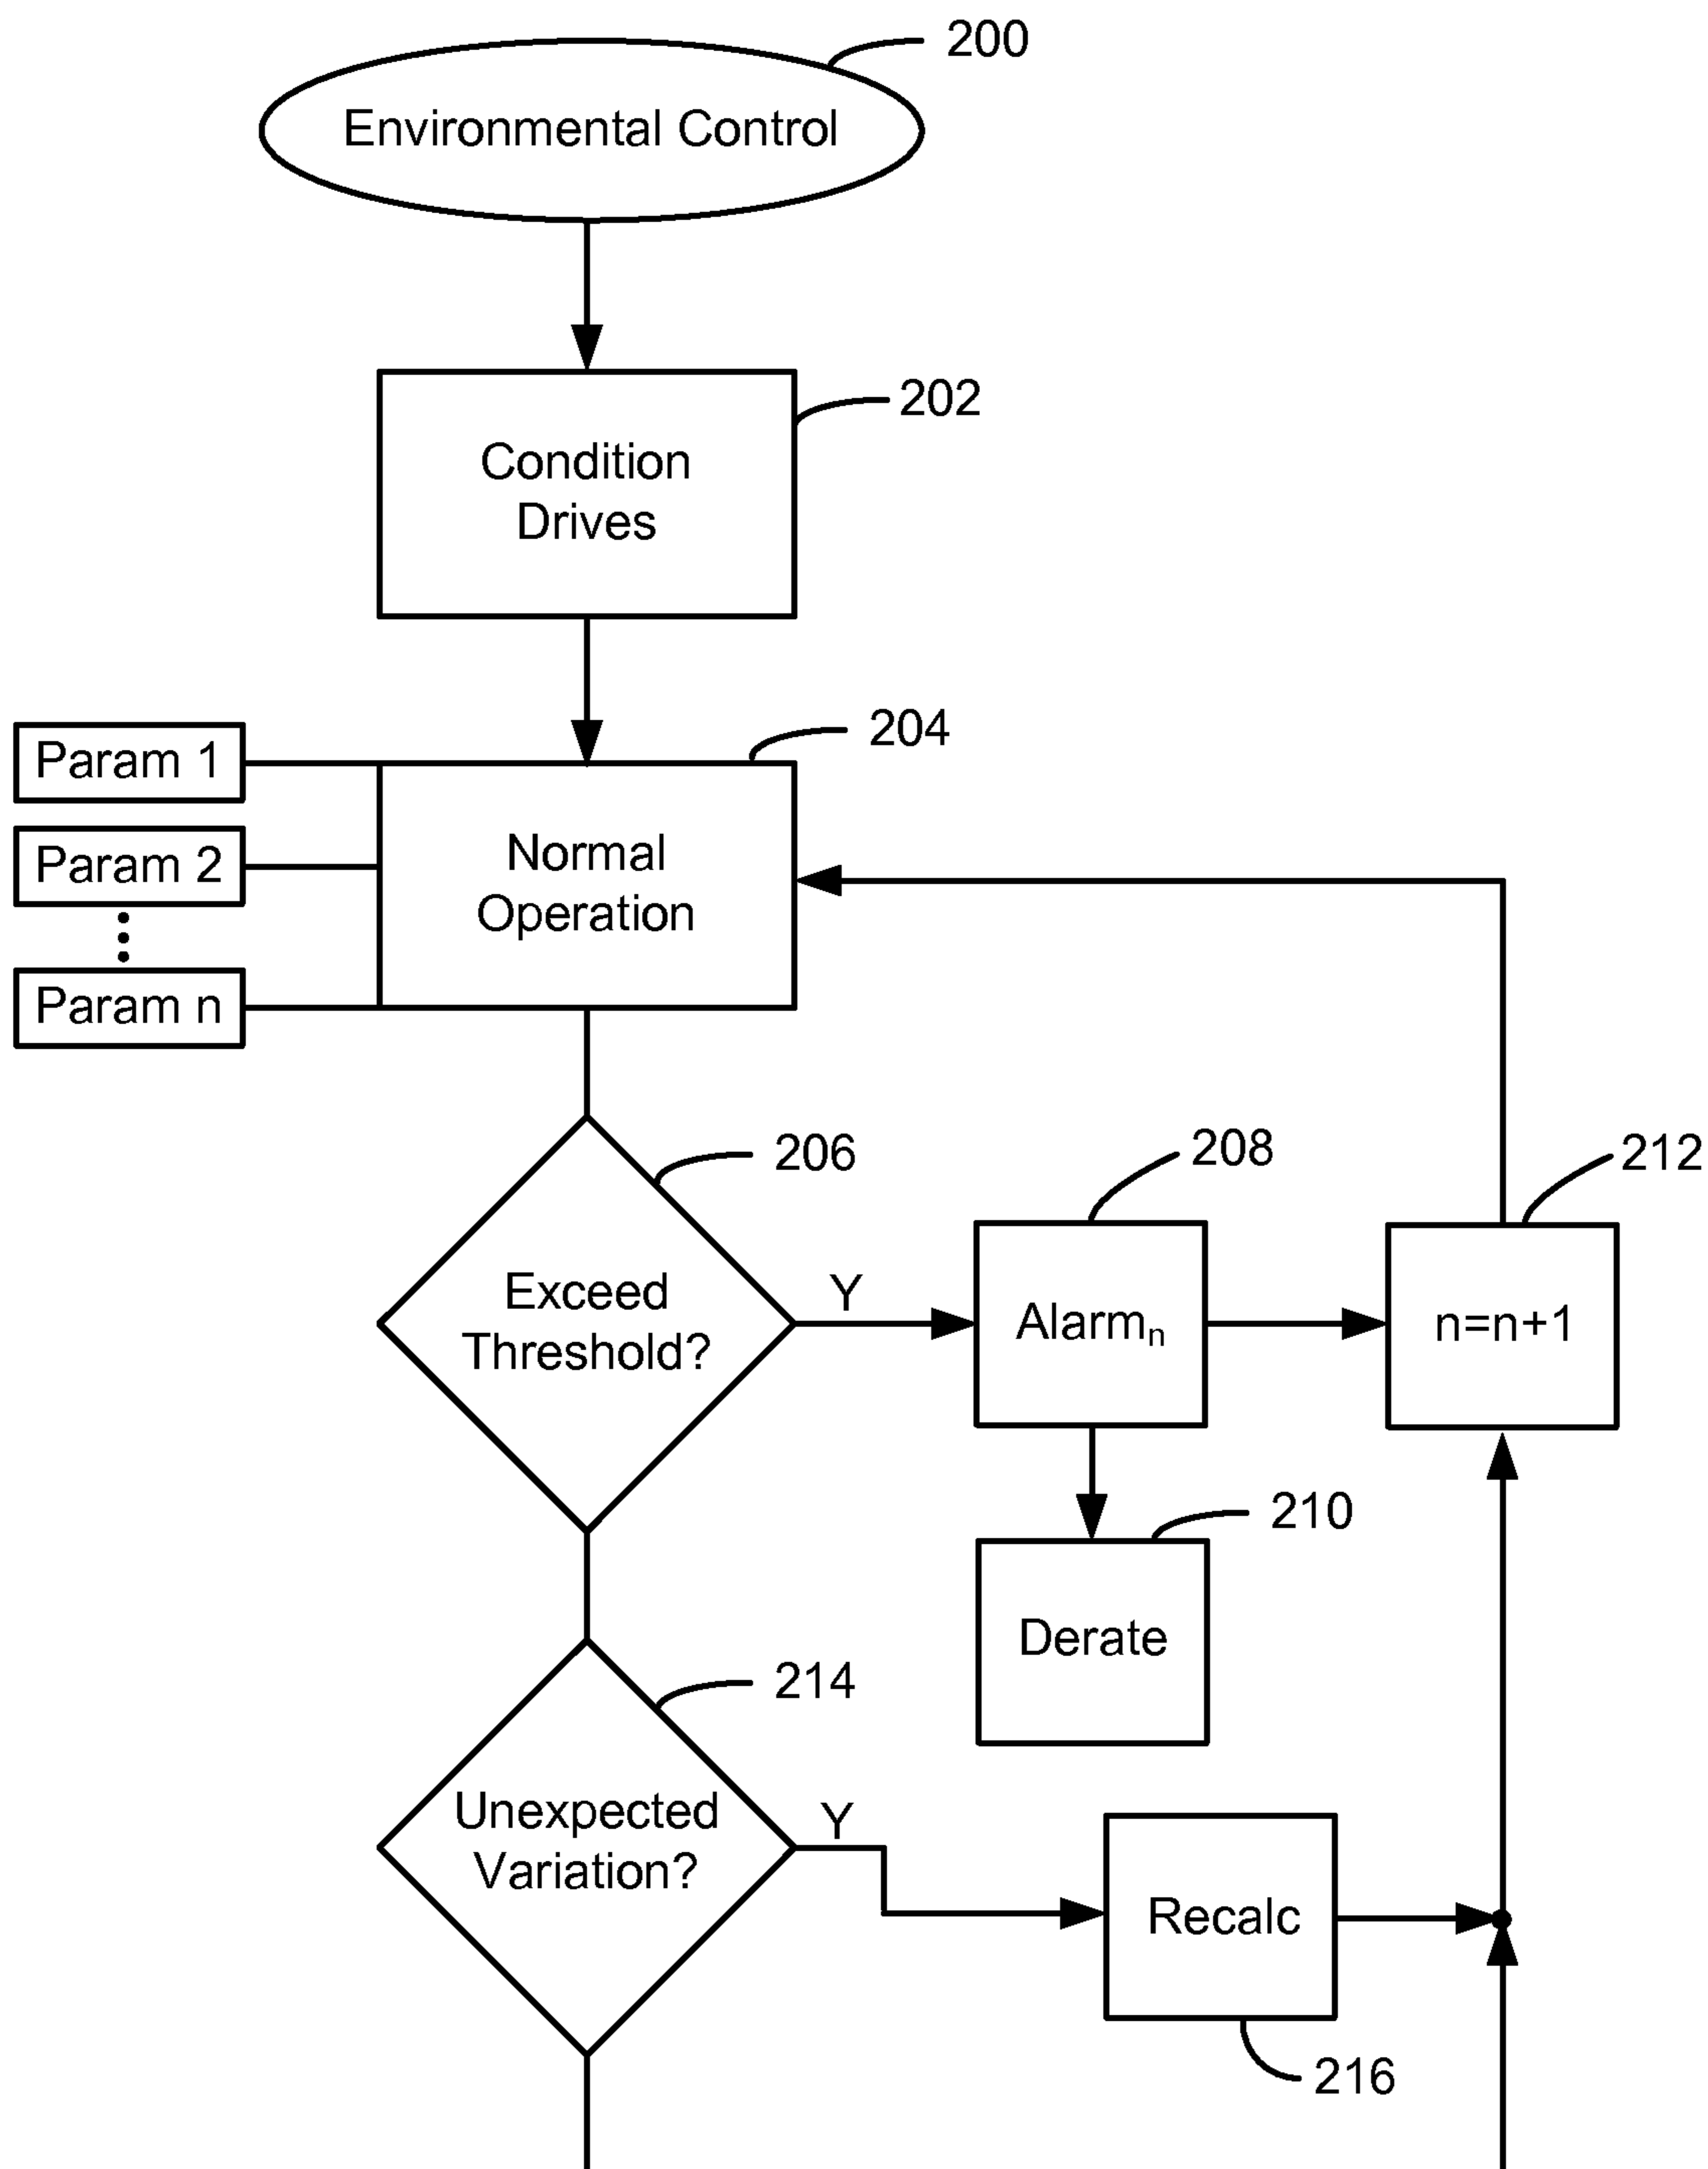 200
Environmental Control
202
Condition
Drives
204
Param 1
Param 2
Param n
Normal
Operation
206
208
212
Exceed
Threshold?
Y
Alarmn
n=n+1
210
Derate
214
Unexpected
Variation?
Y
Recalc
216